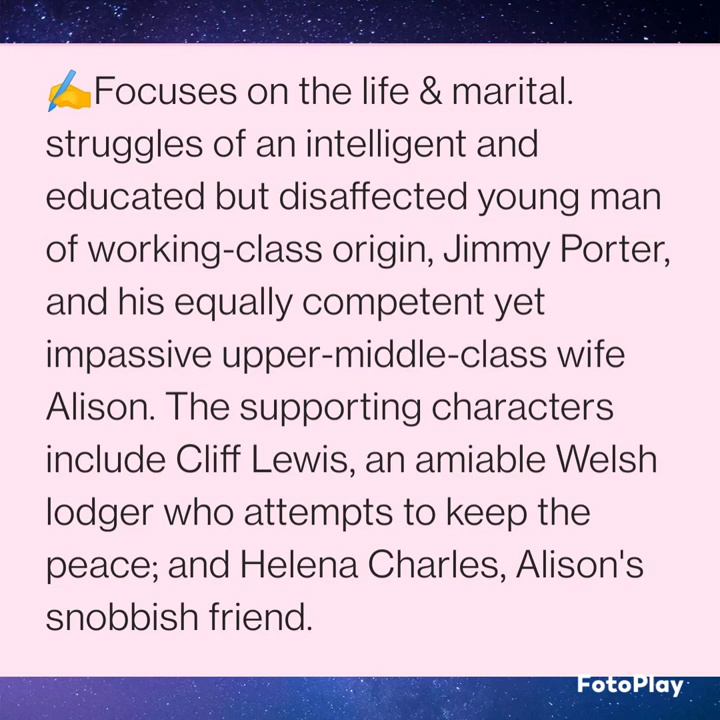 ✍️Focuses on the life & marital.
struggles of an intelligent and
educated but disaffected young man
of working-class origin, Jimmy Porter,
and his equally competent yet
impassive upper-middle-class wife
Alison. The supporting characters
include Cliff Lewis, an amiable Welsh
lodger who attempts to keep the
peace; and Helena Charles, Alison's
snobbish friend.
FotoPlay